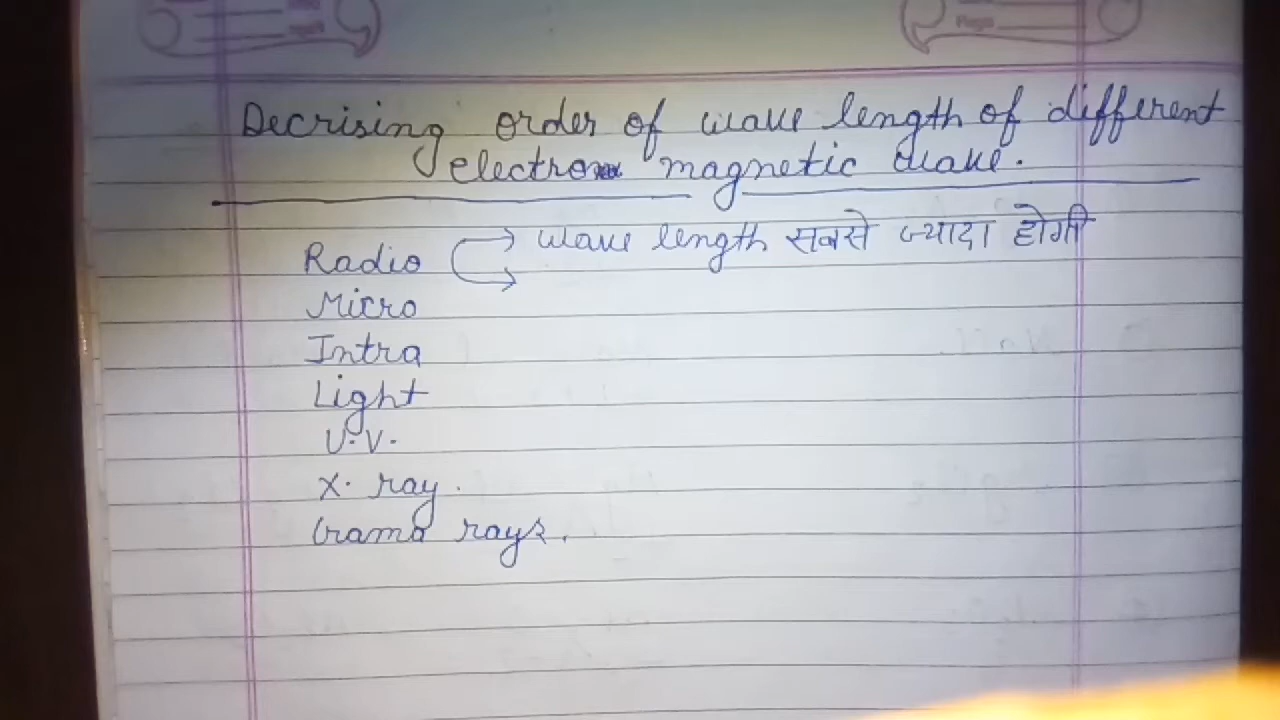 Decrising order of wave length of different
electro magnetic wave.
Radio → wave length सबसे ज्यादा होगी
Micro
Intra
Light
U.V.
X. ray.
Gama rays.